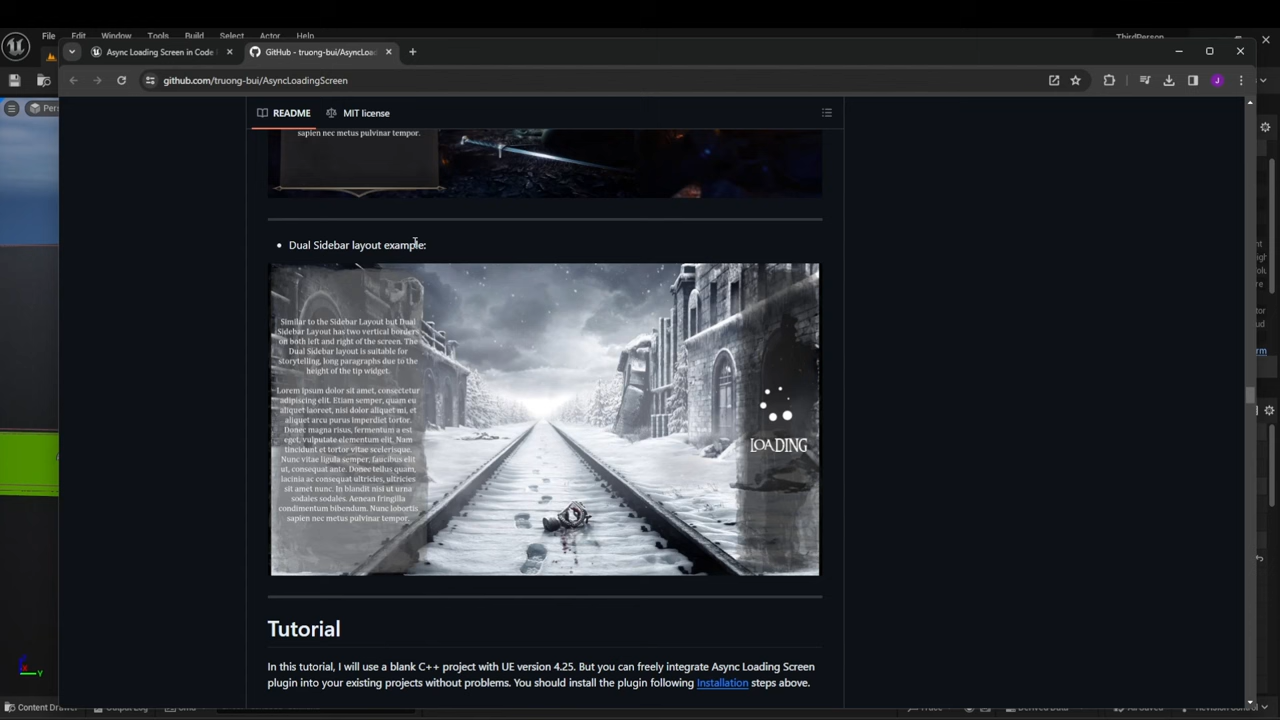 File Edit Window Tools Build Select Actor Help
ThirdPerson
Async Loading Screen in Code
GitHub - truong-bui/AsyncLoa
github.com/truong-bui/AsyncLoadingScreen
J
Pers
README
MIT license
sapien nec metus pulvinar tempor.
Dual Sidebar layout example:
Similar to the Sidebar Layout but Dual
Sidebar Layout has two vertical borders
on both left and right of the screen. The
Dual Sidebar layout is suitable for
storytelling, long paragraphs due to the
height of the tip widget.
Lorem ipsum dolor sit amet, consectetur
adipiscing elit. Etiam semper, quam eu
aliquet laoreet, nisi dolor aliquet mi, et
aliquet arcu purus imperdiet tortor.
Donec magna risus, fermentum a est
eget, vulputate elementum elit. Nam
tincidunt et tortor vitae scelerisque.
Nunc vitae ligula semper, faucibus elit
ut, consequat ante. Donec tellus quam,
lacinia ac consequat ultricies, ultricies
sit amet nunc. In blandit nisi ut urna
sodales sodales. Aenean fringilla
condimentum bibendum. Nunc lobortis
sapien nec metus pulvinar tempor.
LOADING
Tutorial
In this tutorial, I will use a blank C++ project with UE version 4.25. But you can freely integrate Async Loading Screen
plugin into your existing projects without problems. You should install the plugin following Installation steps above.
Content Drawer